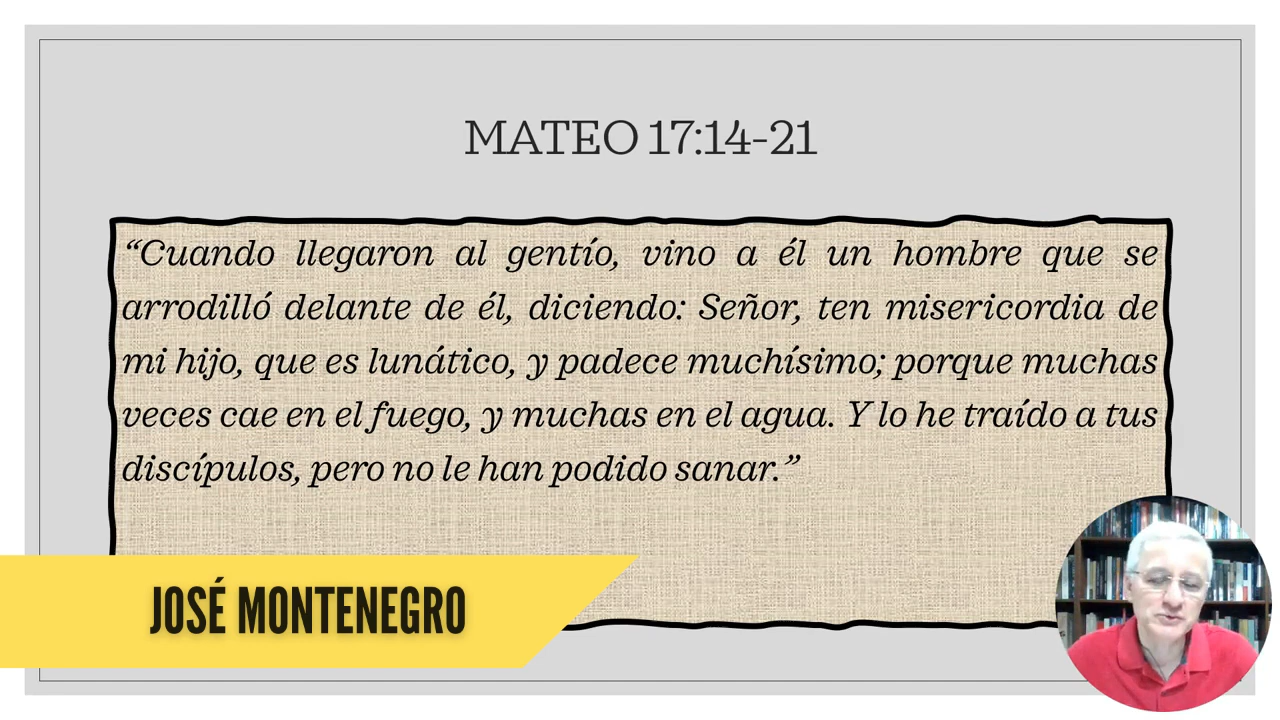 MATEO 17:14-21
“Cuando llegaron al gentío, vino a él un hombre que se
arrodilló delante de él, diciendo: Señor, ten misericordia de
mi hijo, que es lunático, y padece muchísimo; porque muchas
veces cae en el fuego, y muchas en el agua. Y lo he traído a tus
discípulos, pero no le han podido sanar.”
JOSÉ MONTENEGRO